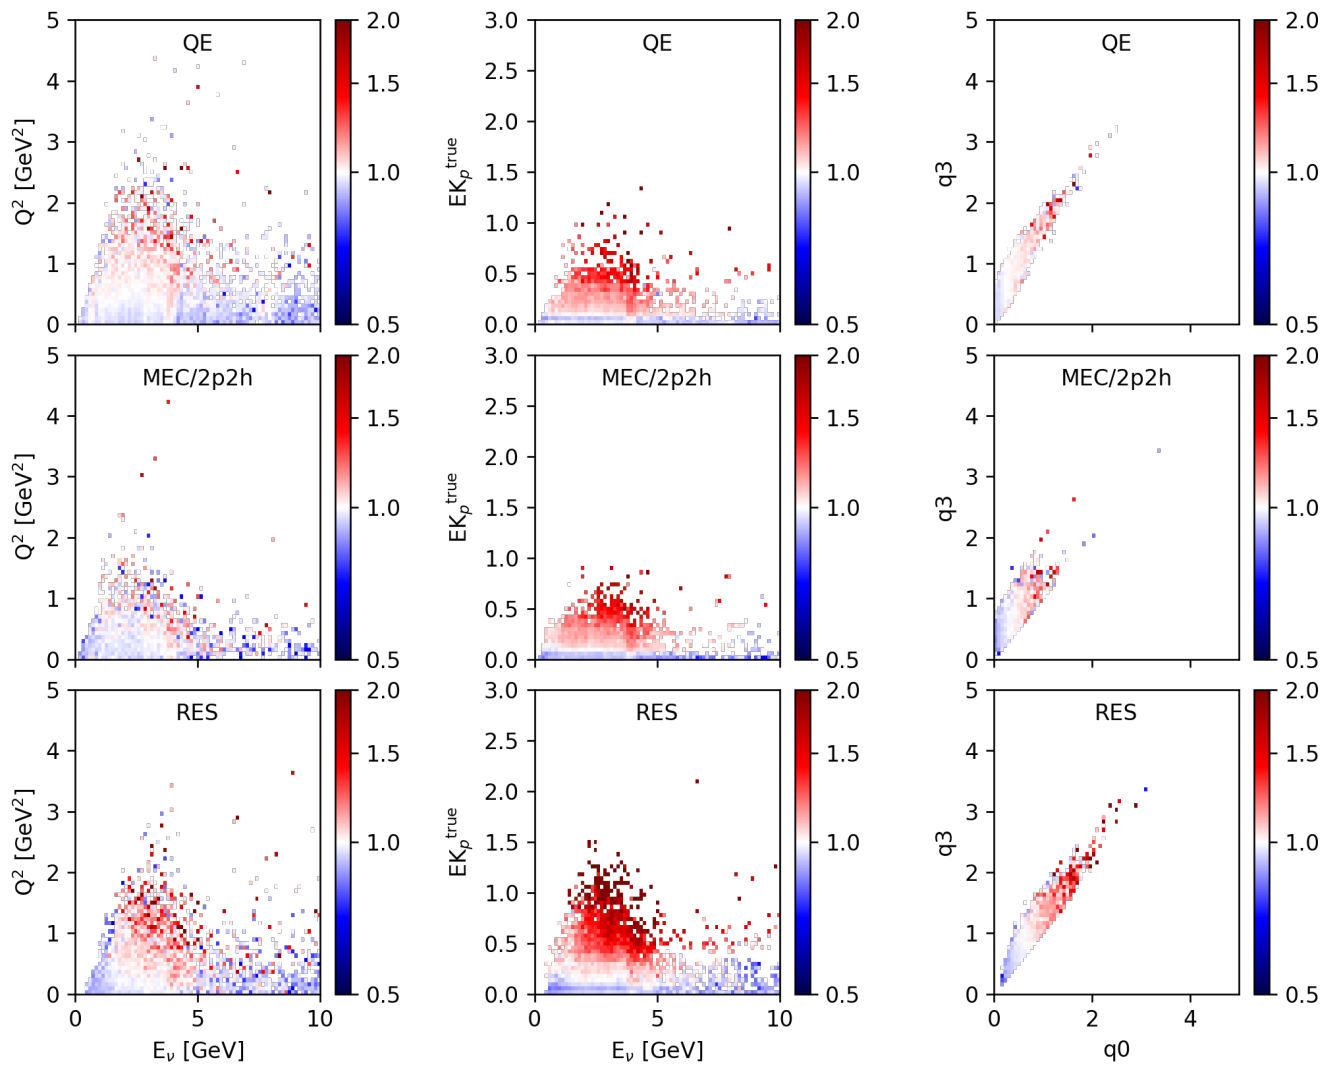 5 4 3 2 1 0 Q² [GeV²] QE 2.0 1.5 1.0 0.5
3.0 2.5 2.0 1.5 1.0 0.5 0.0 EKₚᵗʳᵘᵉ QE 2.0 1.5 1.0 0.5
5 4 3 2 1 0 q3 QE 2.0 1.5 1.0 0.5
5 4 3 2 1 0 Q² [GeV²] MEC/2p2h 2.0 1.5 1.0 0.5
3.0 2.5 2.0 1.5 1.0 0.5 0.0 EKₚᵗʳᵘᵉ MEC/2p2h 2.0 1.5 1.0 0.5
5 4 3 2 1 0 q3 MEC/2p2h 2.0 1.5 1.0 0.5
5 4 3 2 1 0 Q² [GeV²] RES 2.0 1.5 1.0 0.5
0 5 10
E_ν [GeV]
3.0 2.5 2.0 1.5 1.0 0.5 0.0 EKₚᵗʳᵘᵉ RES 2.0 1.5 1.0 0.5
0 5 10
E_ν [GeV]
5 4 3 2 1 0 q3 RES 2.0 1.5 1.0 0.5
0 2 4
q0